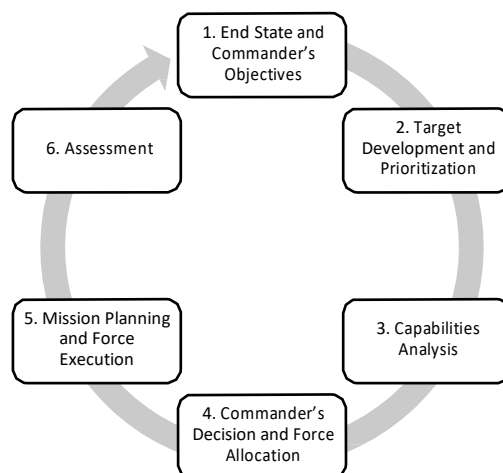 1. End State and
Commander’s
Objectives
2. Target
Development and
Prioritization
3. Capabilities
Analysis
4. Commander’s
Decision and Force
Allocation
5. Mission Planning
and Force
Execution
6. Assessment